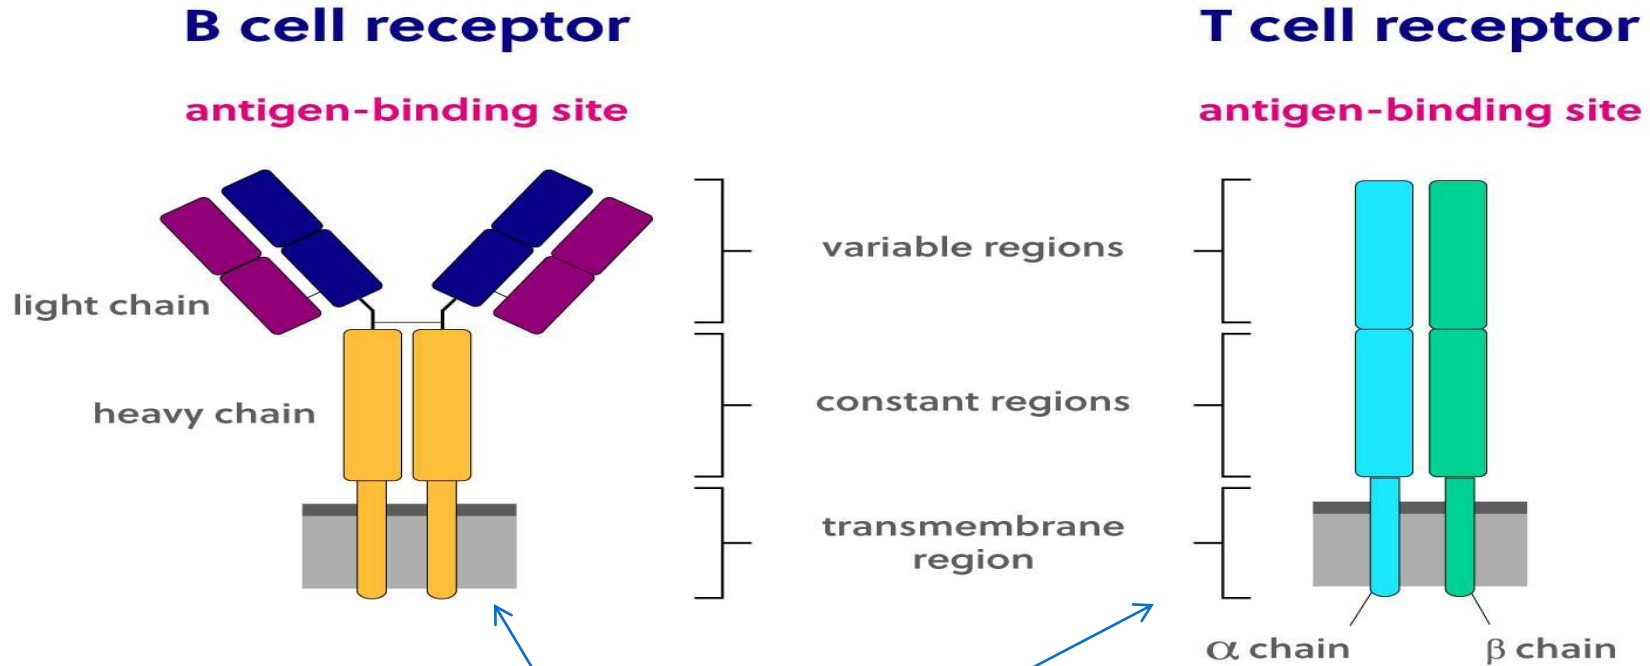 B cell receptor
T cell receptor
antigen-binding site
antigen-binding site
variable regions
light chain
constant regions
heavy chain
transmembrane
region
α chain
β chain